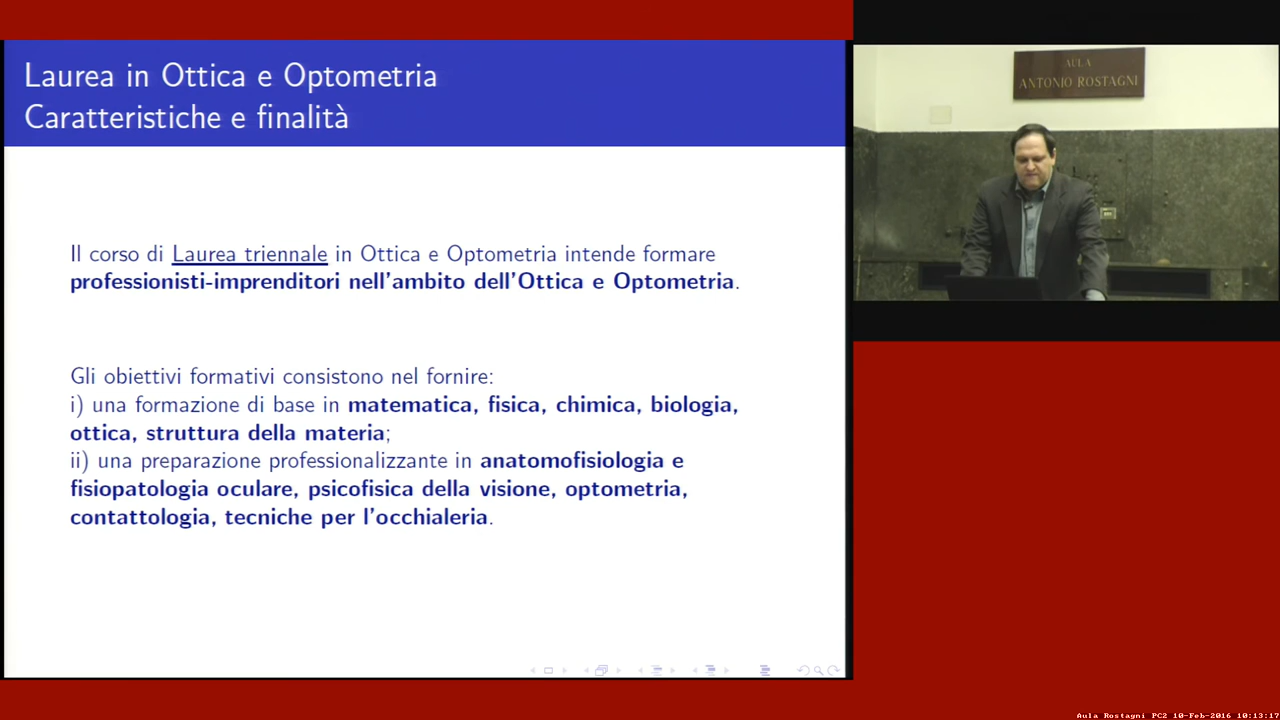 Laurea in Ottica e Optometria
Caratteristiche e finalità
Il corso di Laurea triennale in Ottica e Optometria intende formare
professionisti-imprenditori nell'ambito dell'Ottica e Optometria.
Gli obiettivi formativi consistono nel fornire:
i) una formazione di base in matematica, fisica, chimica, biologia,
ottica, struttura della materia;
ii) una preparazione professionalizzante in anatomofisiologia e
fisiopatologia oculare, psicofisica della visione, optometria,
contattologia, tecniche per l'occhialeria.
AULA
ANTONIO ROSTAGNI
Aula Rostagni PC2 10-Feb-2016 10:13:17